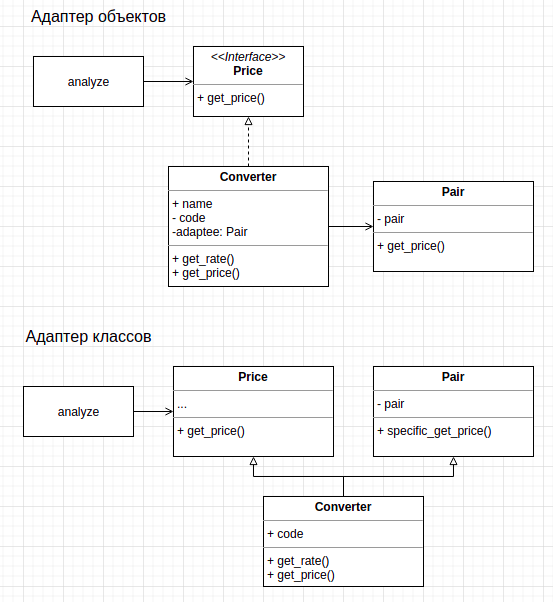 Адаптер объектов
analyze
<<Interface>>
Price
+ get_price()
Converter
+ name
- code
-adaptee: Pair
+ get_rate()
+ get_price()
Pair
- pair
+ get_price()
Адаптер классов
analyze
Price
...
+ get_price()
Pair
- pair
+ specific_get_price()
Converter
+ code
+ get_rate()
+ get_price()